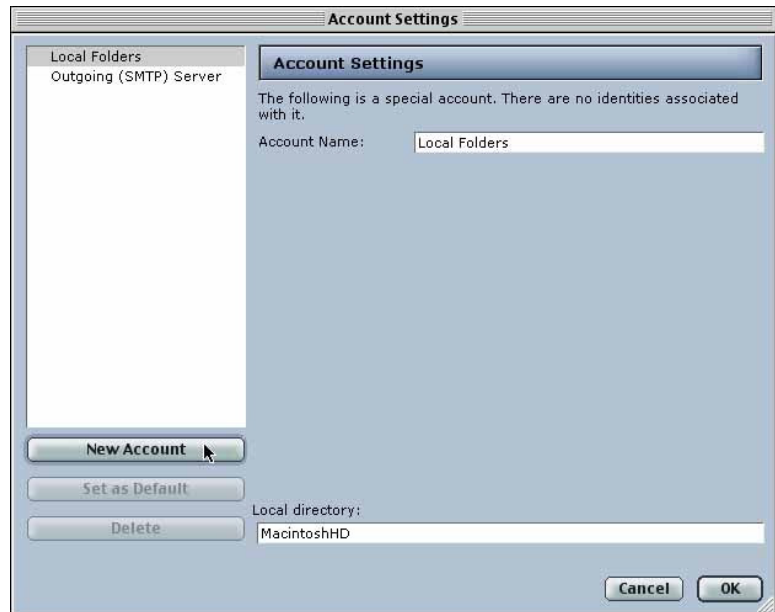 Account Settings
Local Folders
Outgoing (SMTP) Server
Account Settings
The following is a special account. There are no identities associated
with it.
Account Name:
Local Folders
New Account
Set as Default
Delete
Local directory:
MacintoshHD
Cancel
OK